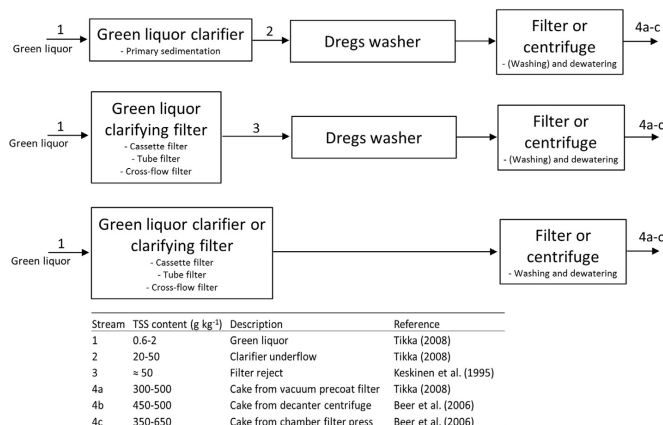 1
Green liquor
Green liquor clarifier
- Primary sedimentation
2
Dregs washer
Filter or
centrifuge
- (Washing) and dewatering
4a-c
1
Green liquor
Green liquor
clarifying filter
- Cassette filter
- Tube filter
- Cross-flow filter
3
Dregs washer
Filter or
centrifuge
- (Washing) and dewatering
4a-c
1
Green liquor
Green liquor clarifier or
clarifying filter
- Cassette filter
- Tube filter
- Cross-flow filter
Filter or
centrifuge
- Washing and dewatering
4a-c
Stream TSS content (g kg⁻¹) Description Reference
1 0.6-2 Green liquor Tikka (2008)
2 20-50 Clarifier underflow Tikka (2008)
3 ≈ 50 Filter reject Keskinen et al. (1995)
4a 300-500 Cake from vacuum precoat filter Tikka (2008)
4b 450-500 Cake from decanter centrifuge Beer et al. (2006)
4c 350-650 Cake from chamber filter press Beer et al. (2006)